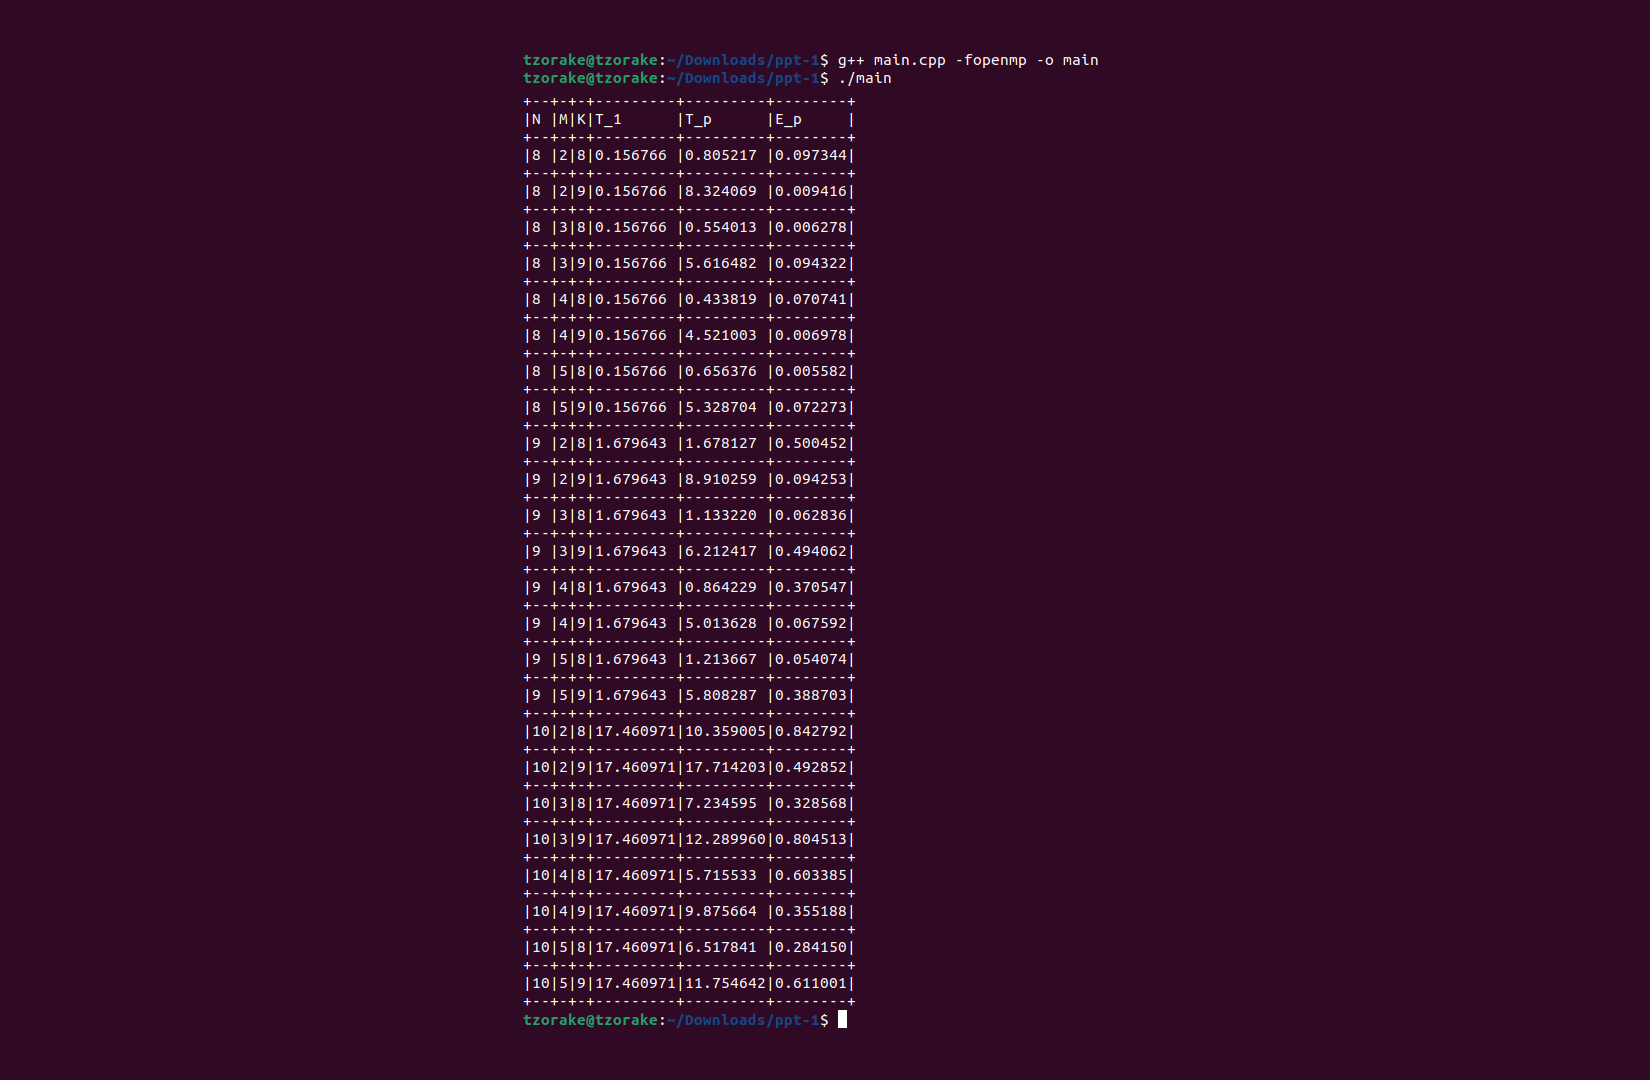 tzorake@tzorake:~/Downloads/ppt-1$ g++ main.cpp -fopenmp -o main
tzorake@tzorake:~/Downloads/ppt-1$ ./main
+--+-+-+---------+---------+--------+
|N |M|K|T_1      |T_p      |E_p     |
+--+-+-+---------+---------+--------+
|8 |2|8|0.156766 |0.805217 |0.097344|
+--+-+-+---------+---------+--------+
|8 |2|9|0.156766 |8.324069 |0.009416|
+--+-+-+---------+---------+--------+
|8 |3|8|0.156766 |0.554013 |0.006278|
+--+-+-+---------+---------+--------+
|8 |3|9|0.156766 |5.616482 |0.094322|
+--+-+-+---------+---------+--------+
|8 |4|8|0.156766 |0.433819 |0.070741|
+--+-+-+---------+---------+--------+
|8 |4|9|0.156766 |4.521003 |0.006978|
+--+-+-+---------+---------+--------+
|8 |5|8|0.156766 |0.656376 |0.005582|
+--+-+-+---------+---------+--------+
|8 |5|9|0.156766 |5.328704 |0.072273|
+--+-+-+---------+---------+--------+
|9 |2|8|1.679643 |1.678127 |0.500452|
+--+-+-+---------+---------+--------+
|9 |2|9|1.679643 |8.910259 |0.094253|
+--+-+-+---------+---------+--------+
|9 |3|8|1.679643 |1.133220 |0.062836|
+--+-+-+---------+---------+--------+
|9 |3|9|1.679643 |6.212417 |0.494062|
+--+-+-+---------+---------+--------+
|9 |4|8|1.679643 |0.864229 |0.370547|
+--+-+-+---------+---------+--------+
|9 |4|9|1.679643 |5.013628 |0.067592|
+--+-+-+---------+---------+--------+
|9 |5|8|1.679643 |1.213667 |0.054074|
+--+-+-+---------+---------+--------+
|9 |5|9|1.679643 |5.808287 |0.388703|
+--+-+-+---------+---------+--------+
|10|2|8|17.460971|10.359005|0.842792|
+--+-+-+---------+---------+--------+
|10|2|9|17.460971|17.714203|0.492852|
+--+-+-+---------+---------+--------+
|10|3|8|17.460971|7.234595 |0.328568|
+--+-+-+---------+---------+--------+
|10|3|9|17.460971|12.289960|0.804513|
+--+-+-+---------+---------+--------+
|10|4|8|17.460971|5.715533 |0.603385|
+--+-+-+---------+---------+--------+
|10|4|9|17.460971|9.875664 |0.355188|
+--+-+-+---------+---------+--------+
|10|5|8|17.460971|6.517841 |0.284150|
+--+-+-+---------+---------+--------+
|10|5|9|17.460971|11.754642|0.611001|
+--+-+-+---------+---------+--------+
tzorake@tzorake:~/Downloads/ppt-1$